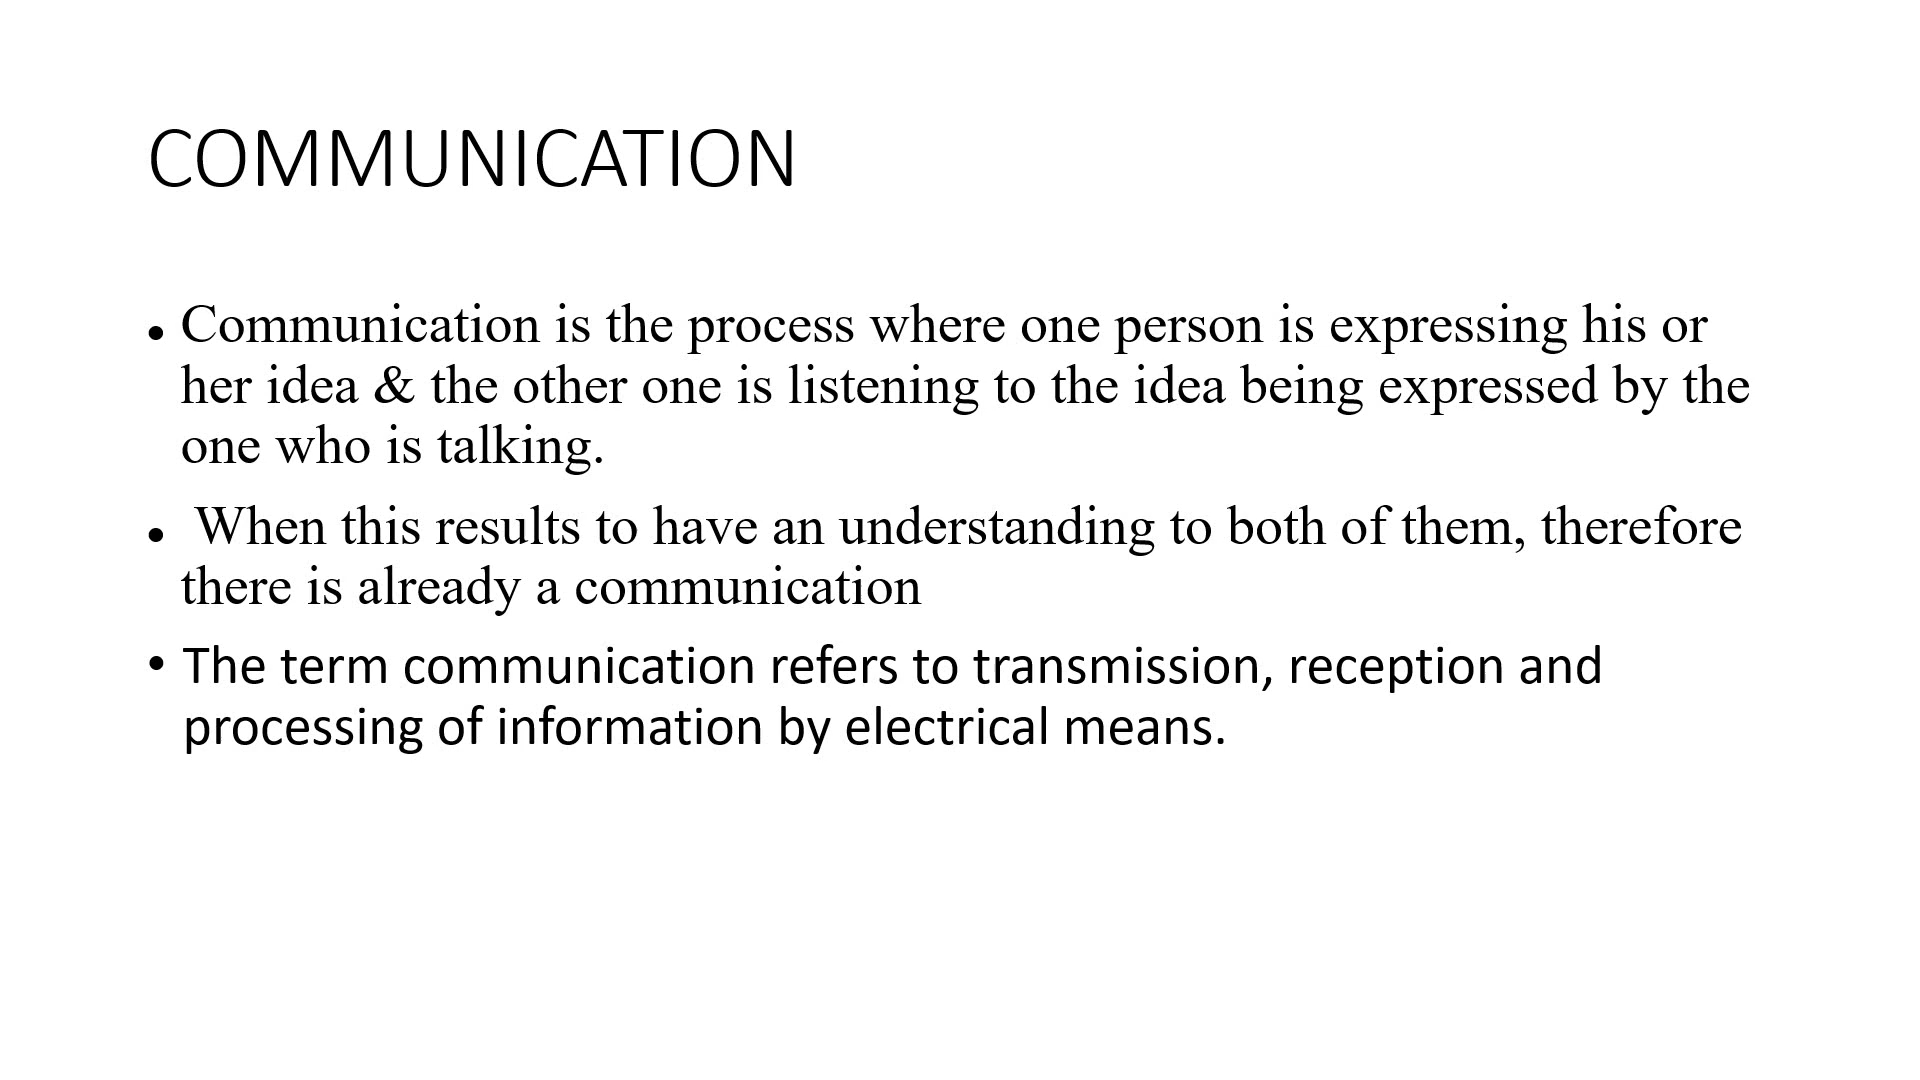 COMMUNICATION
• Communication is the process where one person is expressing his or
her idea & the other one is listening to the idea being expressed by the
one who is talking.
• When this results to have an understanding to both of them, therefore
there is already a communication
• The term communication refers to transmission, reception and
processing of information by electrical means.